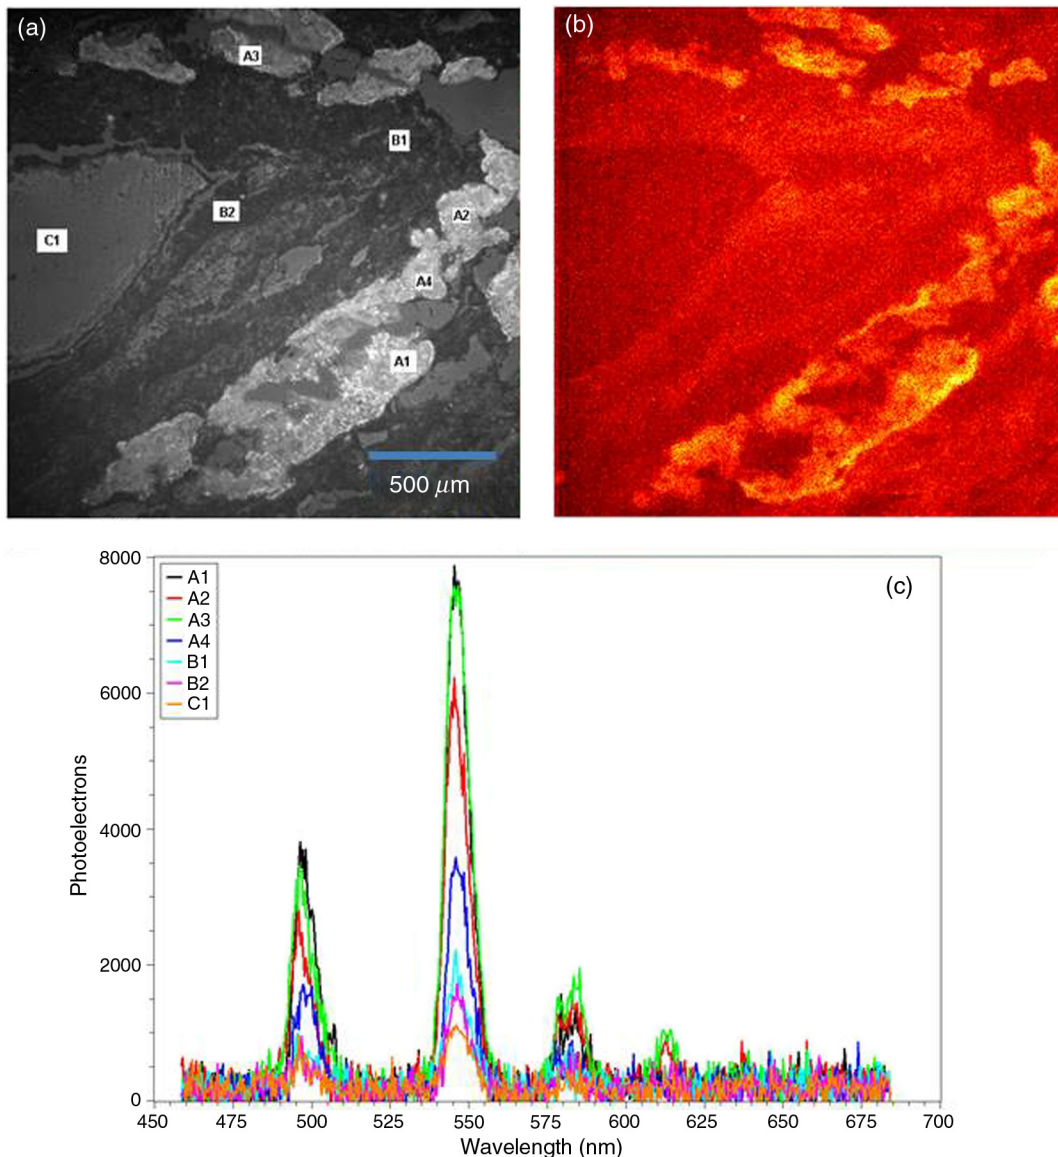 (a)
(b)
A3
B1
B2
A2
C1
A4
A1
500 μm
(c)
A1
A2
A3
A4
B1
B2
C1
8000
6000
4000
2000
0
Photoelectrons
450 475 500 525 550 575 600 625 650 675 700
Wavelength (nm)